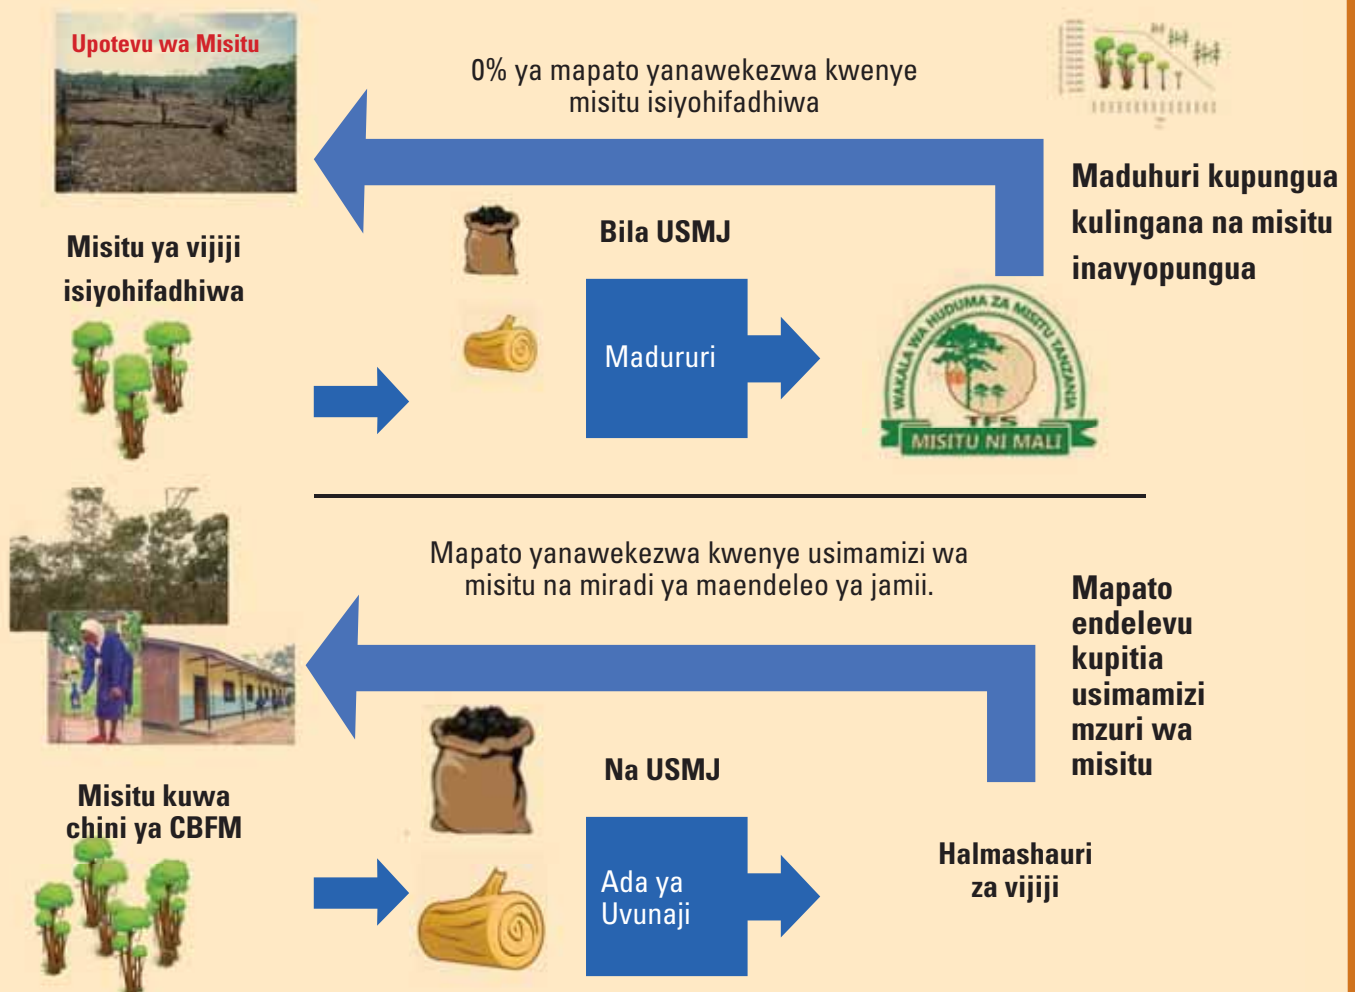 Upotevu wa Misitu
0% ya mapato yanawekezwa kwenye
misitu isiyohifadhiwa
Maduhuri kupungua
kulingana na misitu
inavyopungua
Misitu ya vijiji
isiyohifadhiwa
Bila USMJ
Madururi
WAKALA WA HUDUMA ZA MISITU TANZANIA
TFS
MISITU NI MALI
Mapato yanawekezwa kwenye usimamizi wa
misitu na miradi ya maendeleo ya jamii.
Mapato
endelevu
kupitia
usimamizi
mzuri wa
misitu
Misitu kuwa
chini ya CBFM
Na USMJ
Ada ya
Uvunaji
Halmashauri
za vijiji